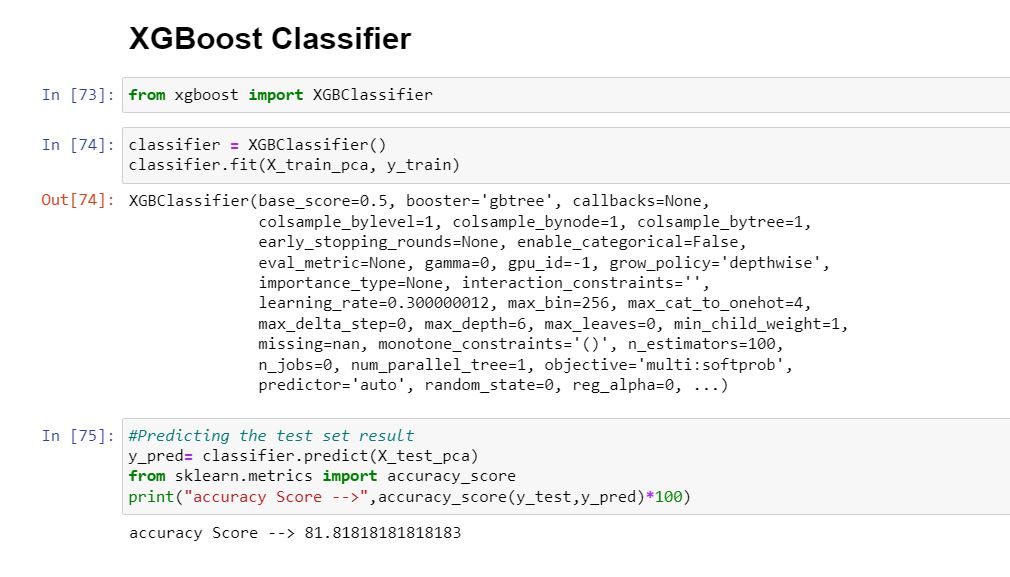 XGBoost Classifier
In [73]: from xgboost import XGBClassifier
In [74]: classifier = XGBClassifier()
classifier.fit(X_train_pca, y_train)
Out[74]: XGBClassifier(base_score=0.5, booster='gbtree', callbacks=None,
colsample_bylevel=1, colsample_bynode=1, colsample_bytree=1,
early_stopping_rounds=None, enable_categorical=False,
eval_metric=None, gamma=0, gpu_id=-1, grow_policy='depthwise',
importance_type=None, interaction_constraints='',
learning_rate=0.300000012, max_bin=256, max_cat_to_onehot=4,
max_delta_step=0, max_depth=6, max_leaves=0, min_child_weight=1,
missing=nan, monotone_constraints='()', n_estimators=100,
n_jobs=0, num_parallel_tree=1, objective='multi:softprob',
predictor='auto', random_state=0, reg_alpha=0, ...)
In [75]: #Predicting the test set result
y_pred= classifier.predict(X_test_pca)
from sklearn.metrics import accuracy_score
print("accuracy Score -->",accuracy_score(y_test,y_pred)*100)
accuracy Score --> 81.81818181818183